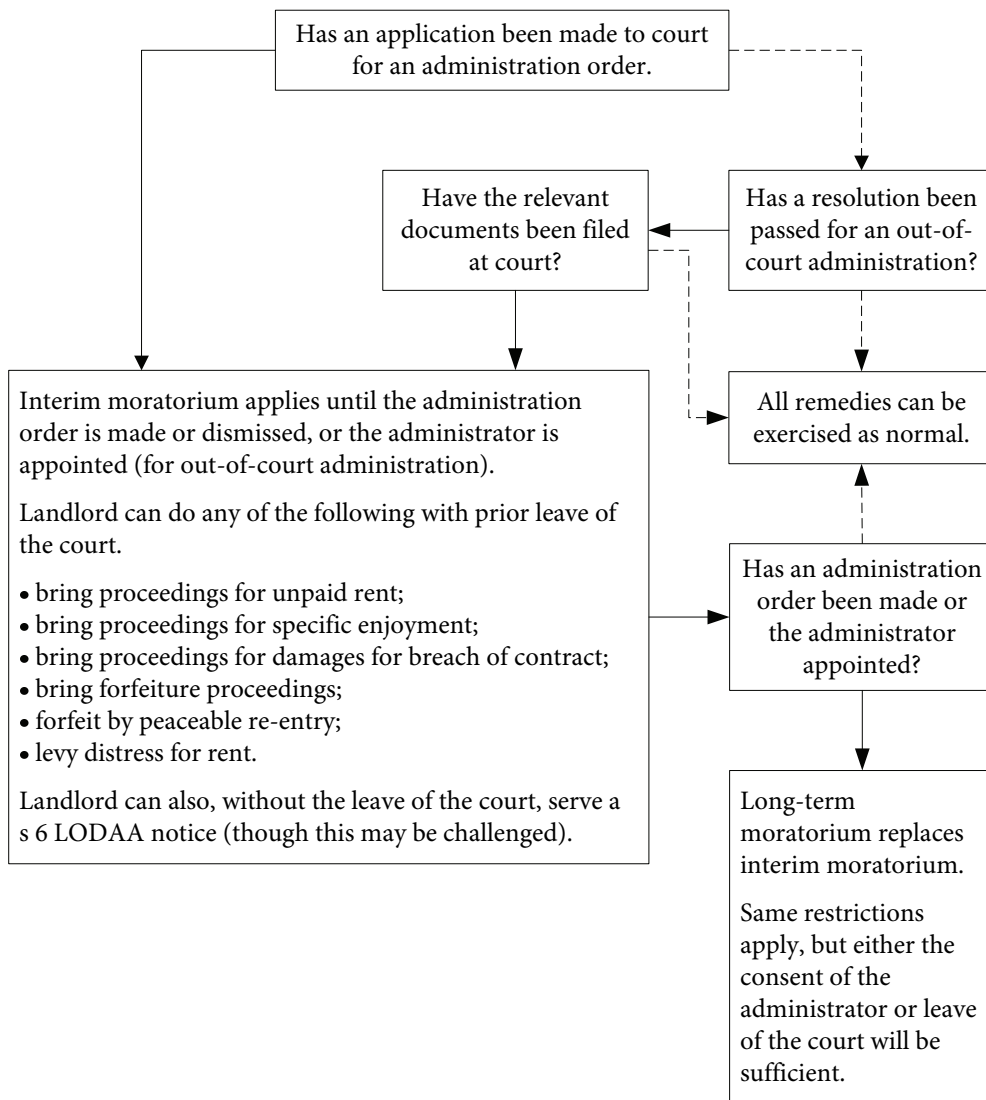 Has an application been made to court
for an administration order.
Have the relevant
documents been filed
at court?
Has a resolution been
passed for an out-of-
court administration?
Interim moratorium applies until the administration
order is made or dismissed, or the administrator is
appointed (for out-of-court administration).
Landlord can do any of the following with prior leave of
the court.
• bring proceedings for unpaid rent;
• bring proceedings for specific enjoyment;
• bring proceedings for damages for breach of contract;
• bring forfeiture proceedings;
• forfeit by peaceable re-entry;
• levy distress for rent.
Landlord can also, without the leave of the court, serve a
s 6 LODAA notice (though this may be challenged).
All remedies can be
exercised as normal.
Has an administration
order been made or
the administrator
appointed?
Long-term
moratorium replaces
interim moratorium.
Same restrictions
apply, but either the
consent of the
administrator or leave
of the court will be
sufficient.